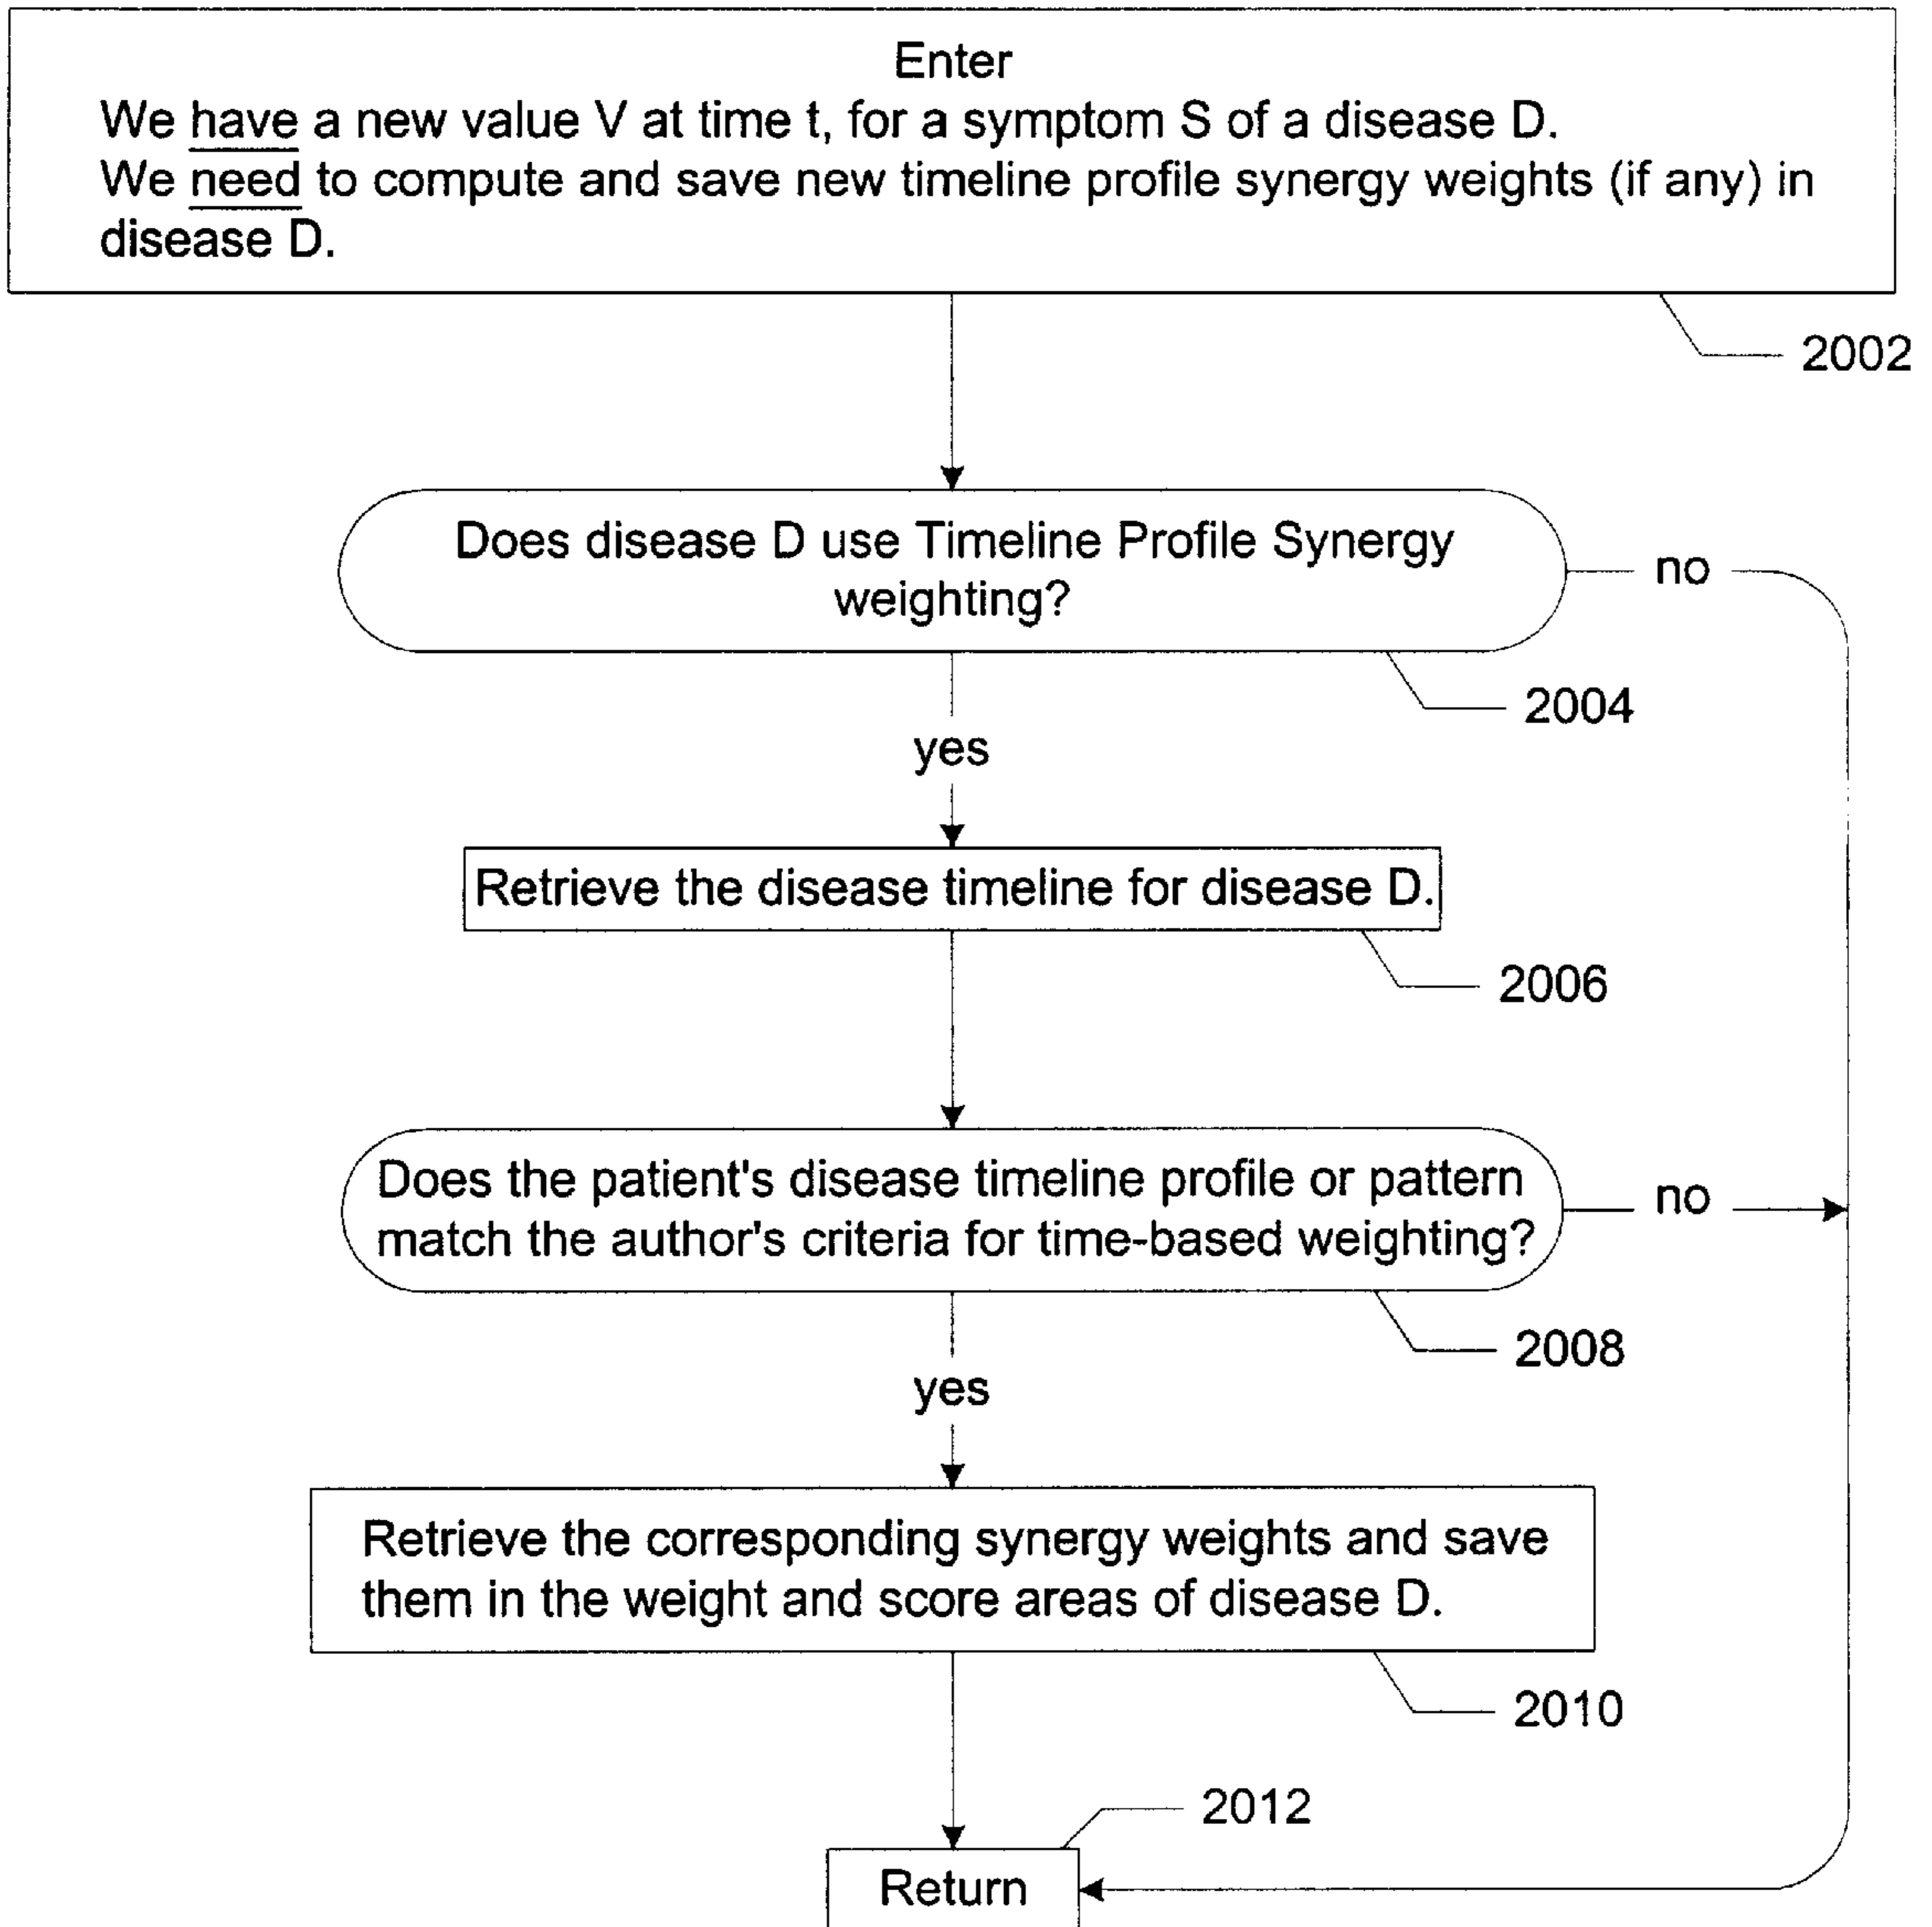 Enter
We have a new value V at time t, for a symptom S of a disease D.
We need to compute and save new timeline profile synergy weights (if any) in
disease D.
2002
Does disease D use Timeline Profile Synergy
weighting?
no
2004
yes
Retrieve the disease timeline for disease D.
2006
Does the patient's disease timeline profile or pattern
match the author's criteria for time-based weighting?
no
2008
yes
Retrieve the corresponding synergy weights and save
them in the weight and score areas of disease D.
2010
2012
Return